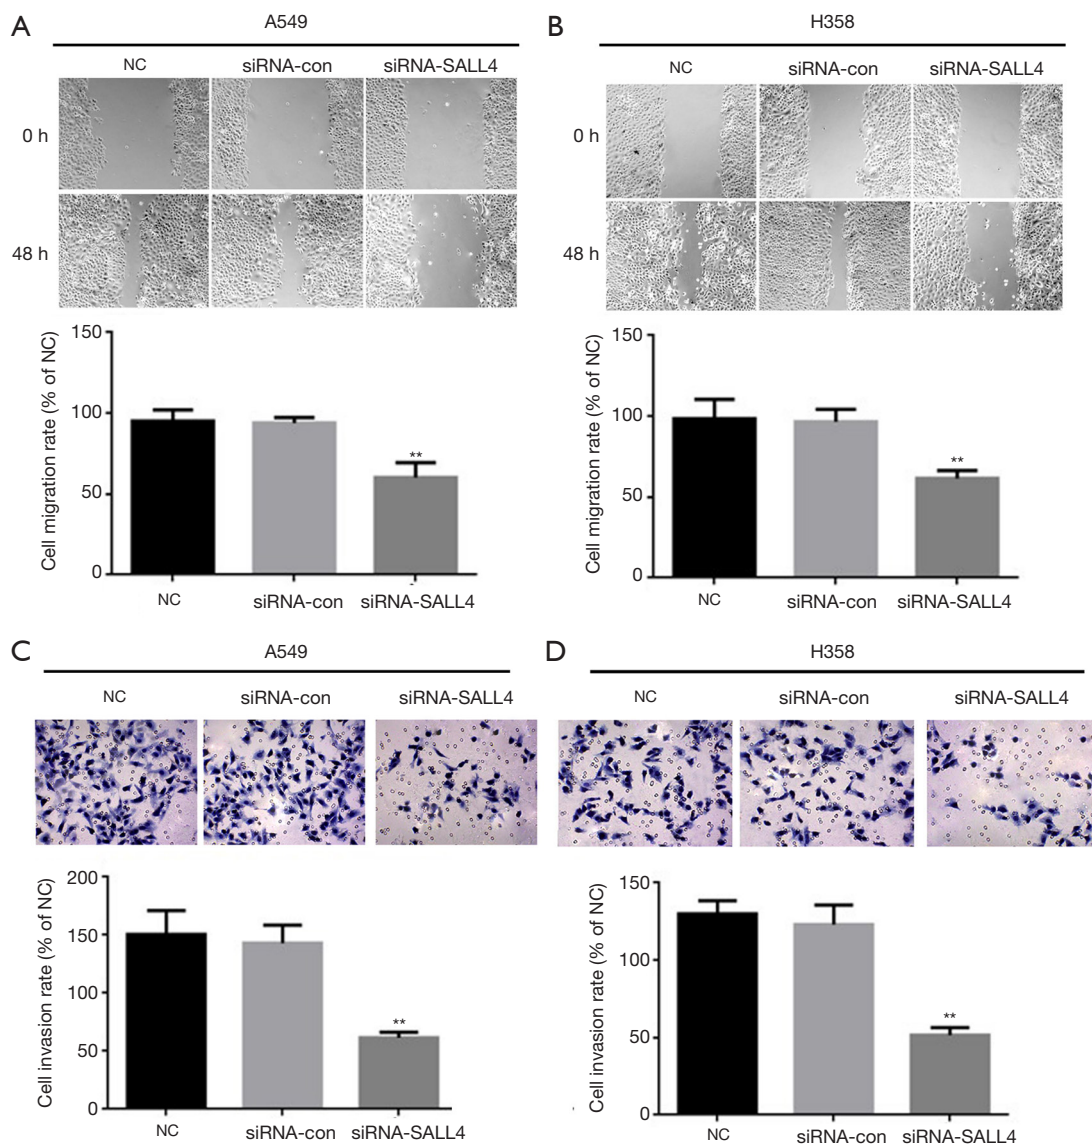 A
A549
NC
siRNA-con
siRNA-SALL4
0 h
48 h
Cell migration rate (% of NC)
150
100
50
0
**
NC
siRNA-con
siRNA-SALL4
B
H358
NC
siRNA-con
siRNA-SALL4
0 h
48 h
Cell migration rate (% of NC)
150
100
50
0
**
NC
siRNA-con
siRNA-SALL4
C
A549
NC
siRNA-con
siRNA-SALL4
Cell invasion rate (% of NC)
200
150
100
50
0
**
NC
siRNA-con
siRNA-SALL4
D
H358
NC
siRNA-con
siRNA-SALL4
Cell invasion rate (% of NC)
150
100
50
0
**
NC
siRNA-con
siRNA-SALL4